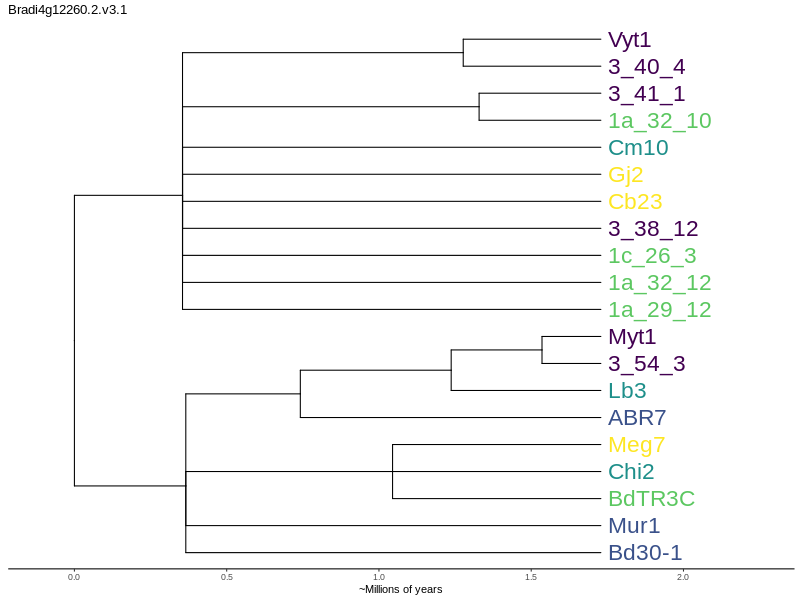 Bradi4g12260.2.v3.1
Vyt1
3_40_4
3_41_1
1a_32_10
Cm10
Gj2
Cb23
3_38_12
1c_26_3
1a_32_12
1a_29_12
Myt1
3_54_3
Lb3
ABR7
Meg7
Chi2
BdTR3C
Mur1
Bd30-1
0.0 0.5 1.0 1.5 2.0
~Millions of years